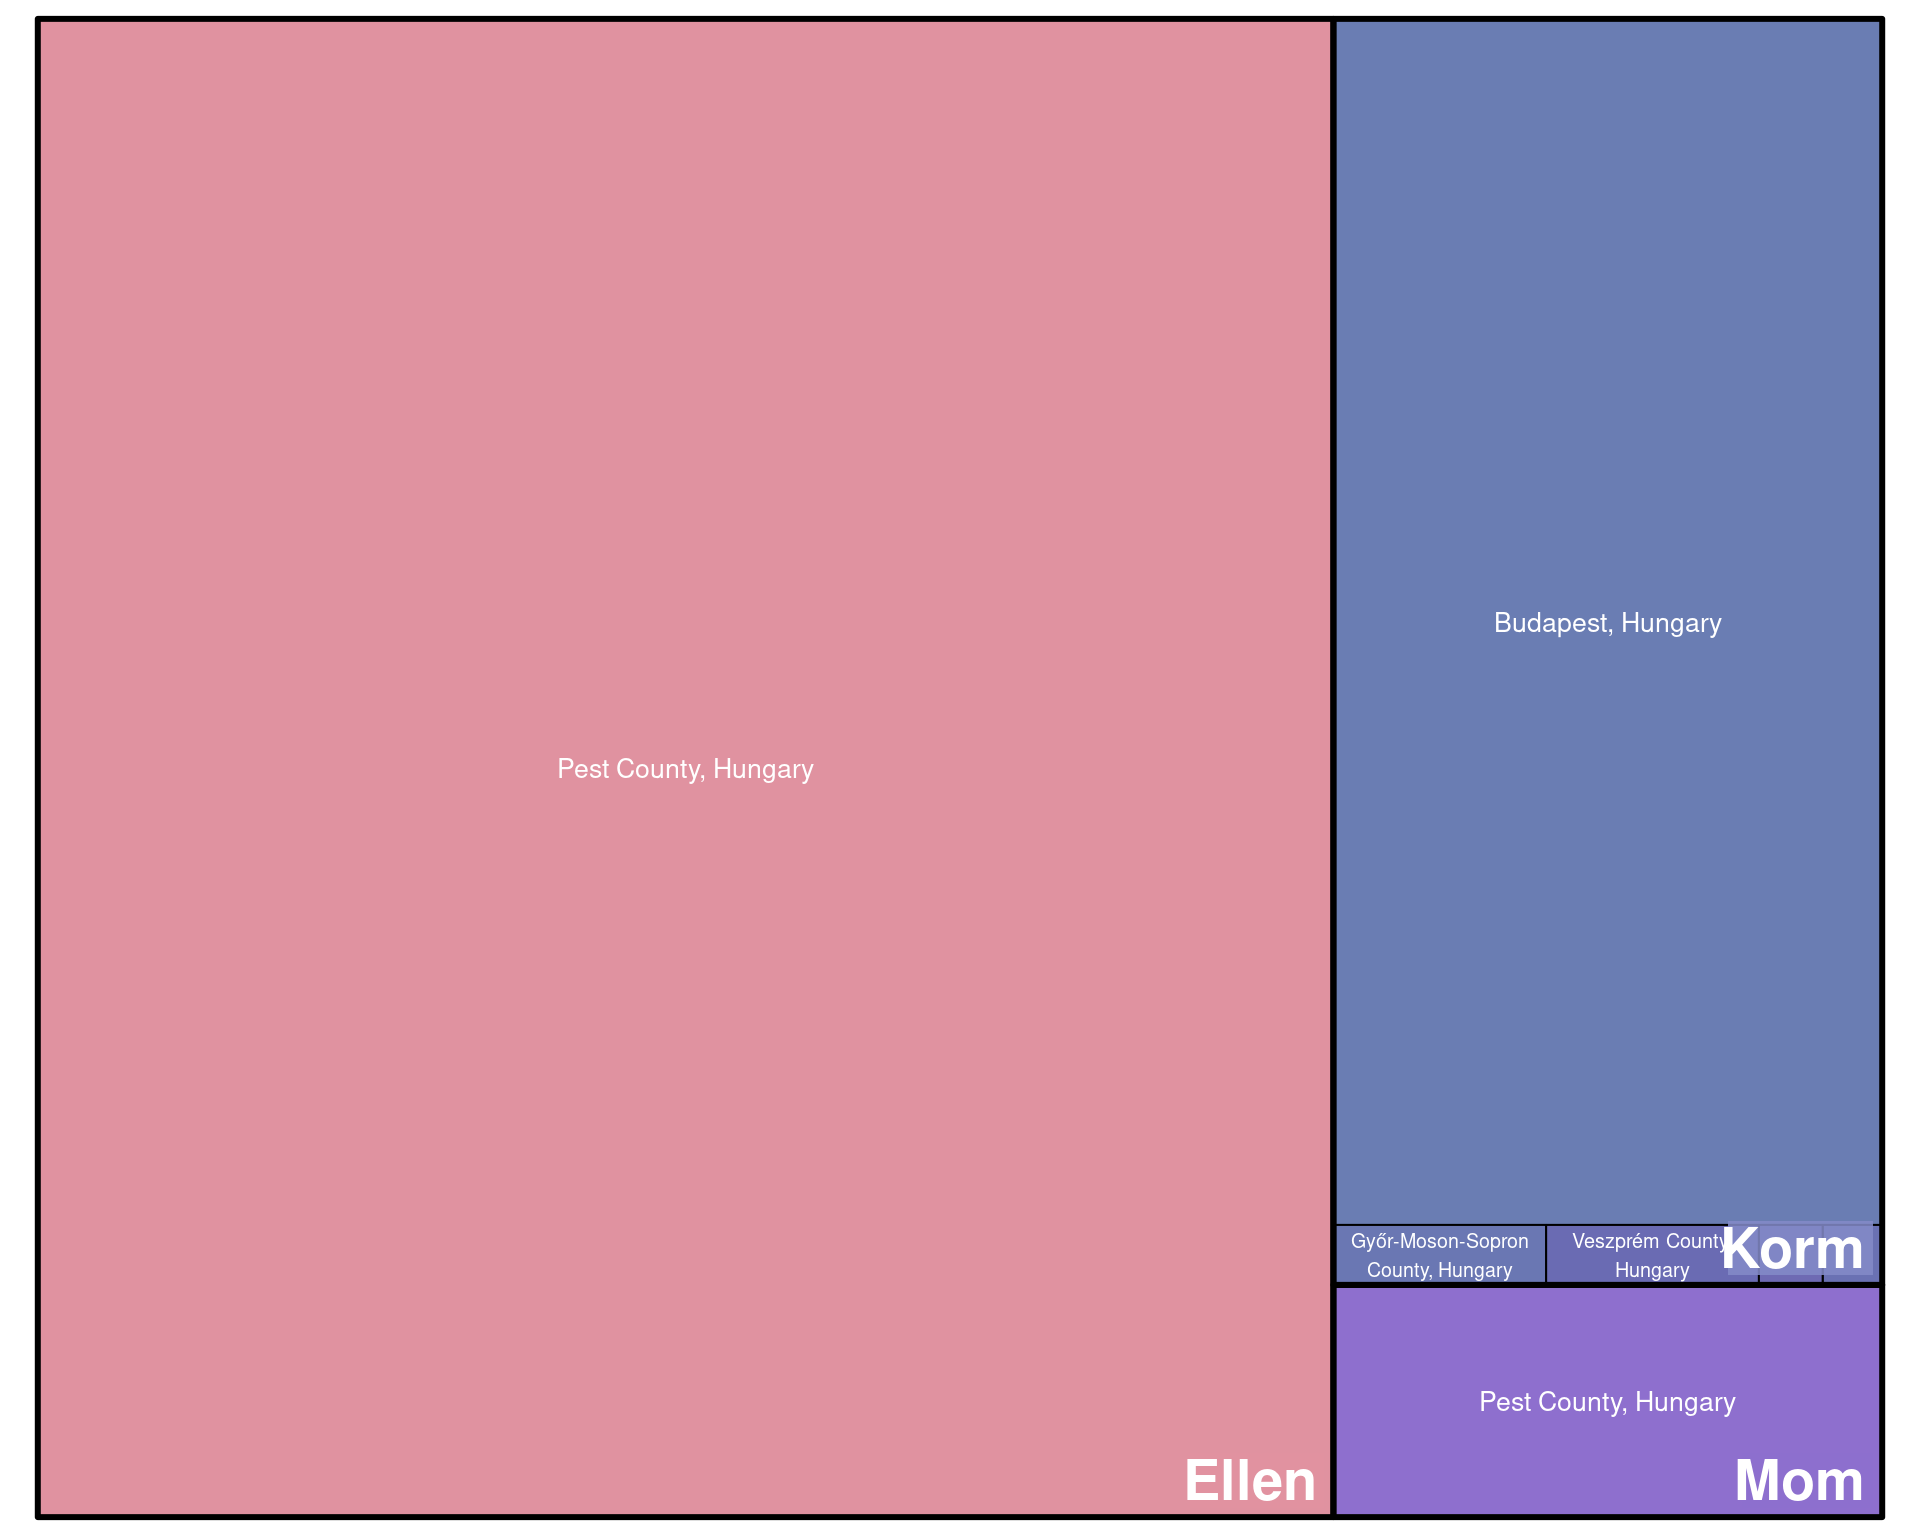 Pest County, Hungary
Ellen
Budapest, Hungary
Győr-Moson-Sopron
County, Hungary
Veszprém County
Hungary
Korm
Pest County, Hungary
Mom